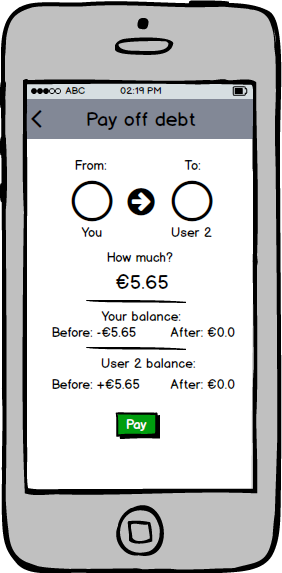 ABC 02:19 PM
Pay off debt
From: To:
You User 2
How much?
€5.65
Your balance:
Before: -€5.65 After: €0.0
User 2 balance:
Before: +€5.65 After: €0.0
Pay